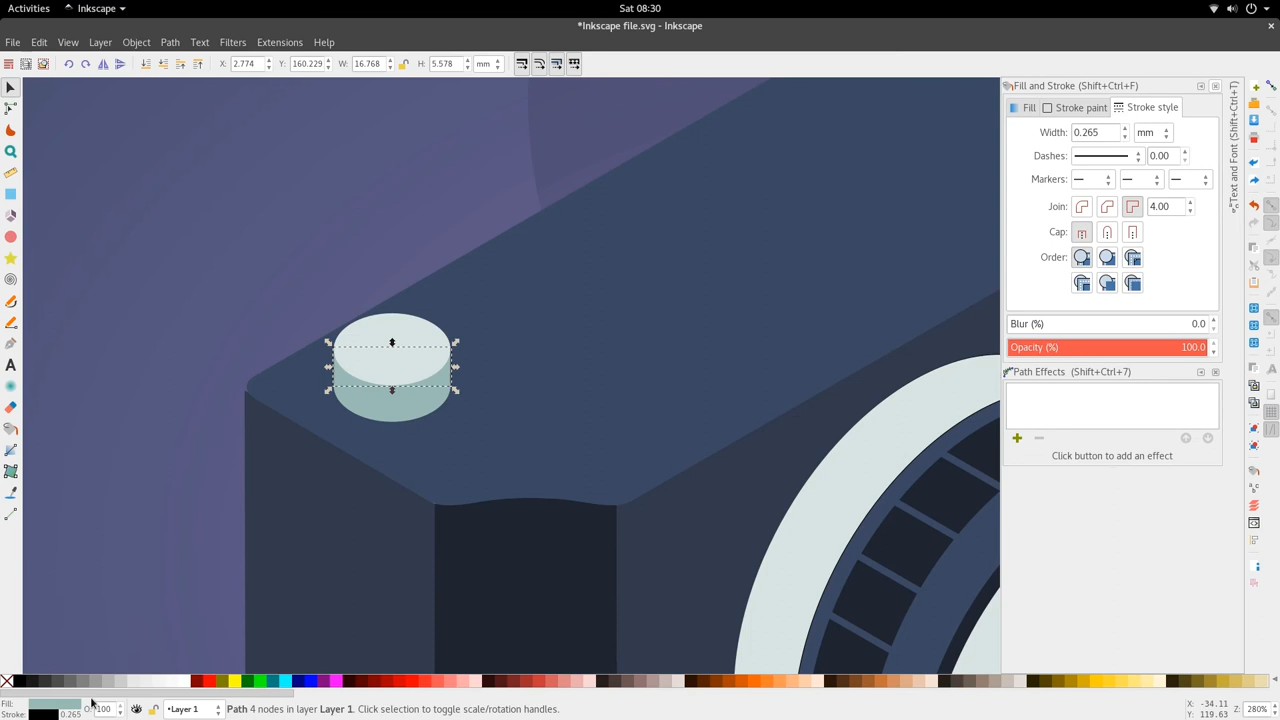 Activities Inkscape Sat 08:30
*Inkscape file.svg - Inkscape
File Edit View Layer Object Path Text Filters Extensions Help
X: 2.774 Y: 160.229 W: 16.768 H: 5.578 mm
Fill and Stroke (Shift+Ctrl+F)
Fill Stroke paint Stroke style
Width: 0.265 mm
Dashes: 0.00
Markers:
Join: 4.00
Cap:
Order:
Blur (%) 0.0
Opacity (%) 100.0
Path Effects (Shift+Ctrl+7)
Click button to add an effect
Text and Font (Shift+Ctrl+T)
Fill:
Stroke: 0.265 O: 100 •Layer 1 Path 4 nodes in layer Layer 1. Click selection to toggle scale/rotation handles.
X: -34.11
Y: 119.63
Z: 280%